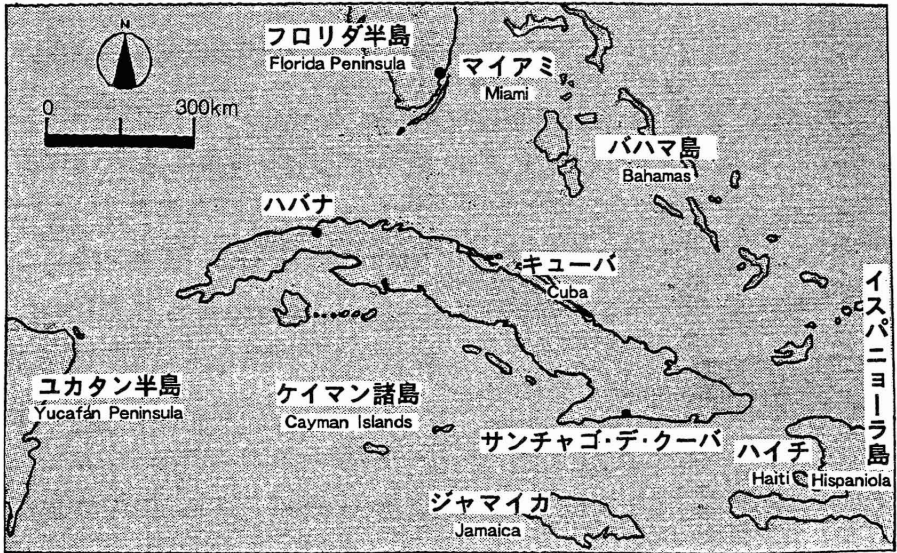 N
0 300km
フロリダ半島
Florida Peninsula
マイアミ
Miami
バハマ島
Bahamas
ハバナ
キューバ
Cuba
イスパニョーラ島
Hispaniola
ユカタン半島
Yucafán Peninsula
ケイマン諸島
Cayman Islands
サンチャゴ・デ・クーバ
ハイチ
Haiti
ジャマイカ
Jamaica